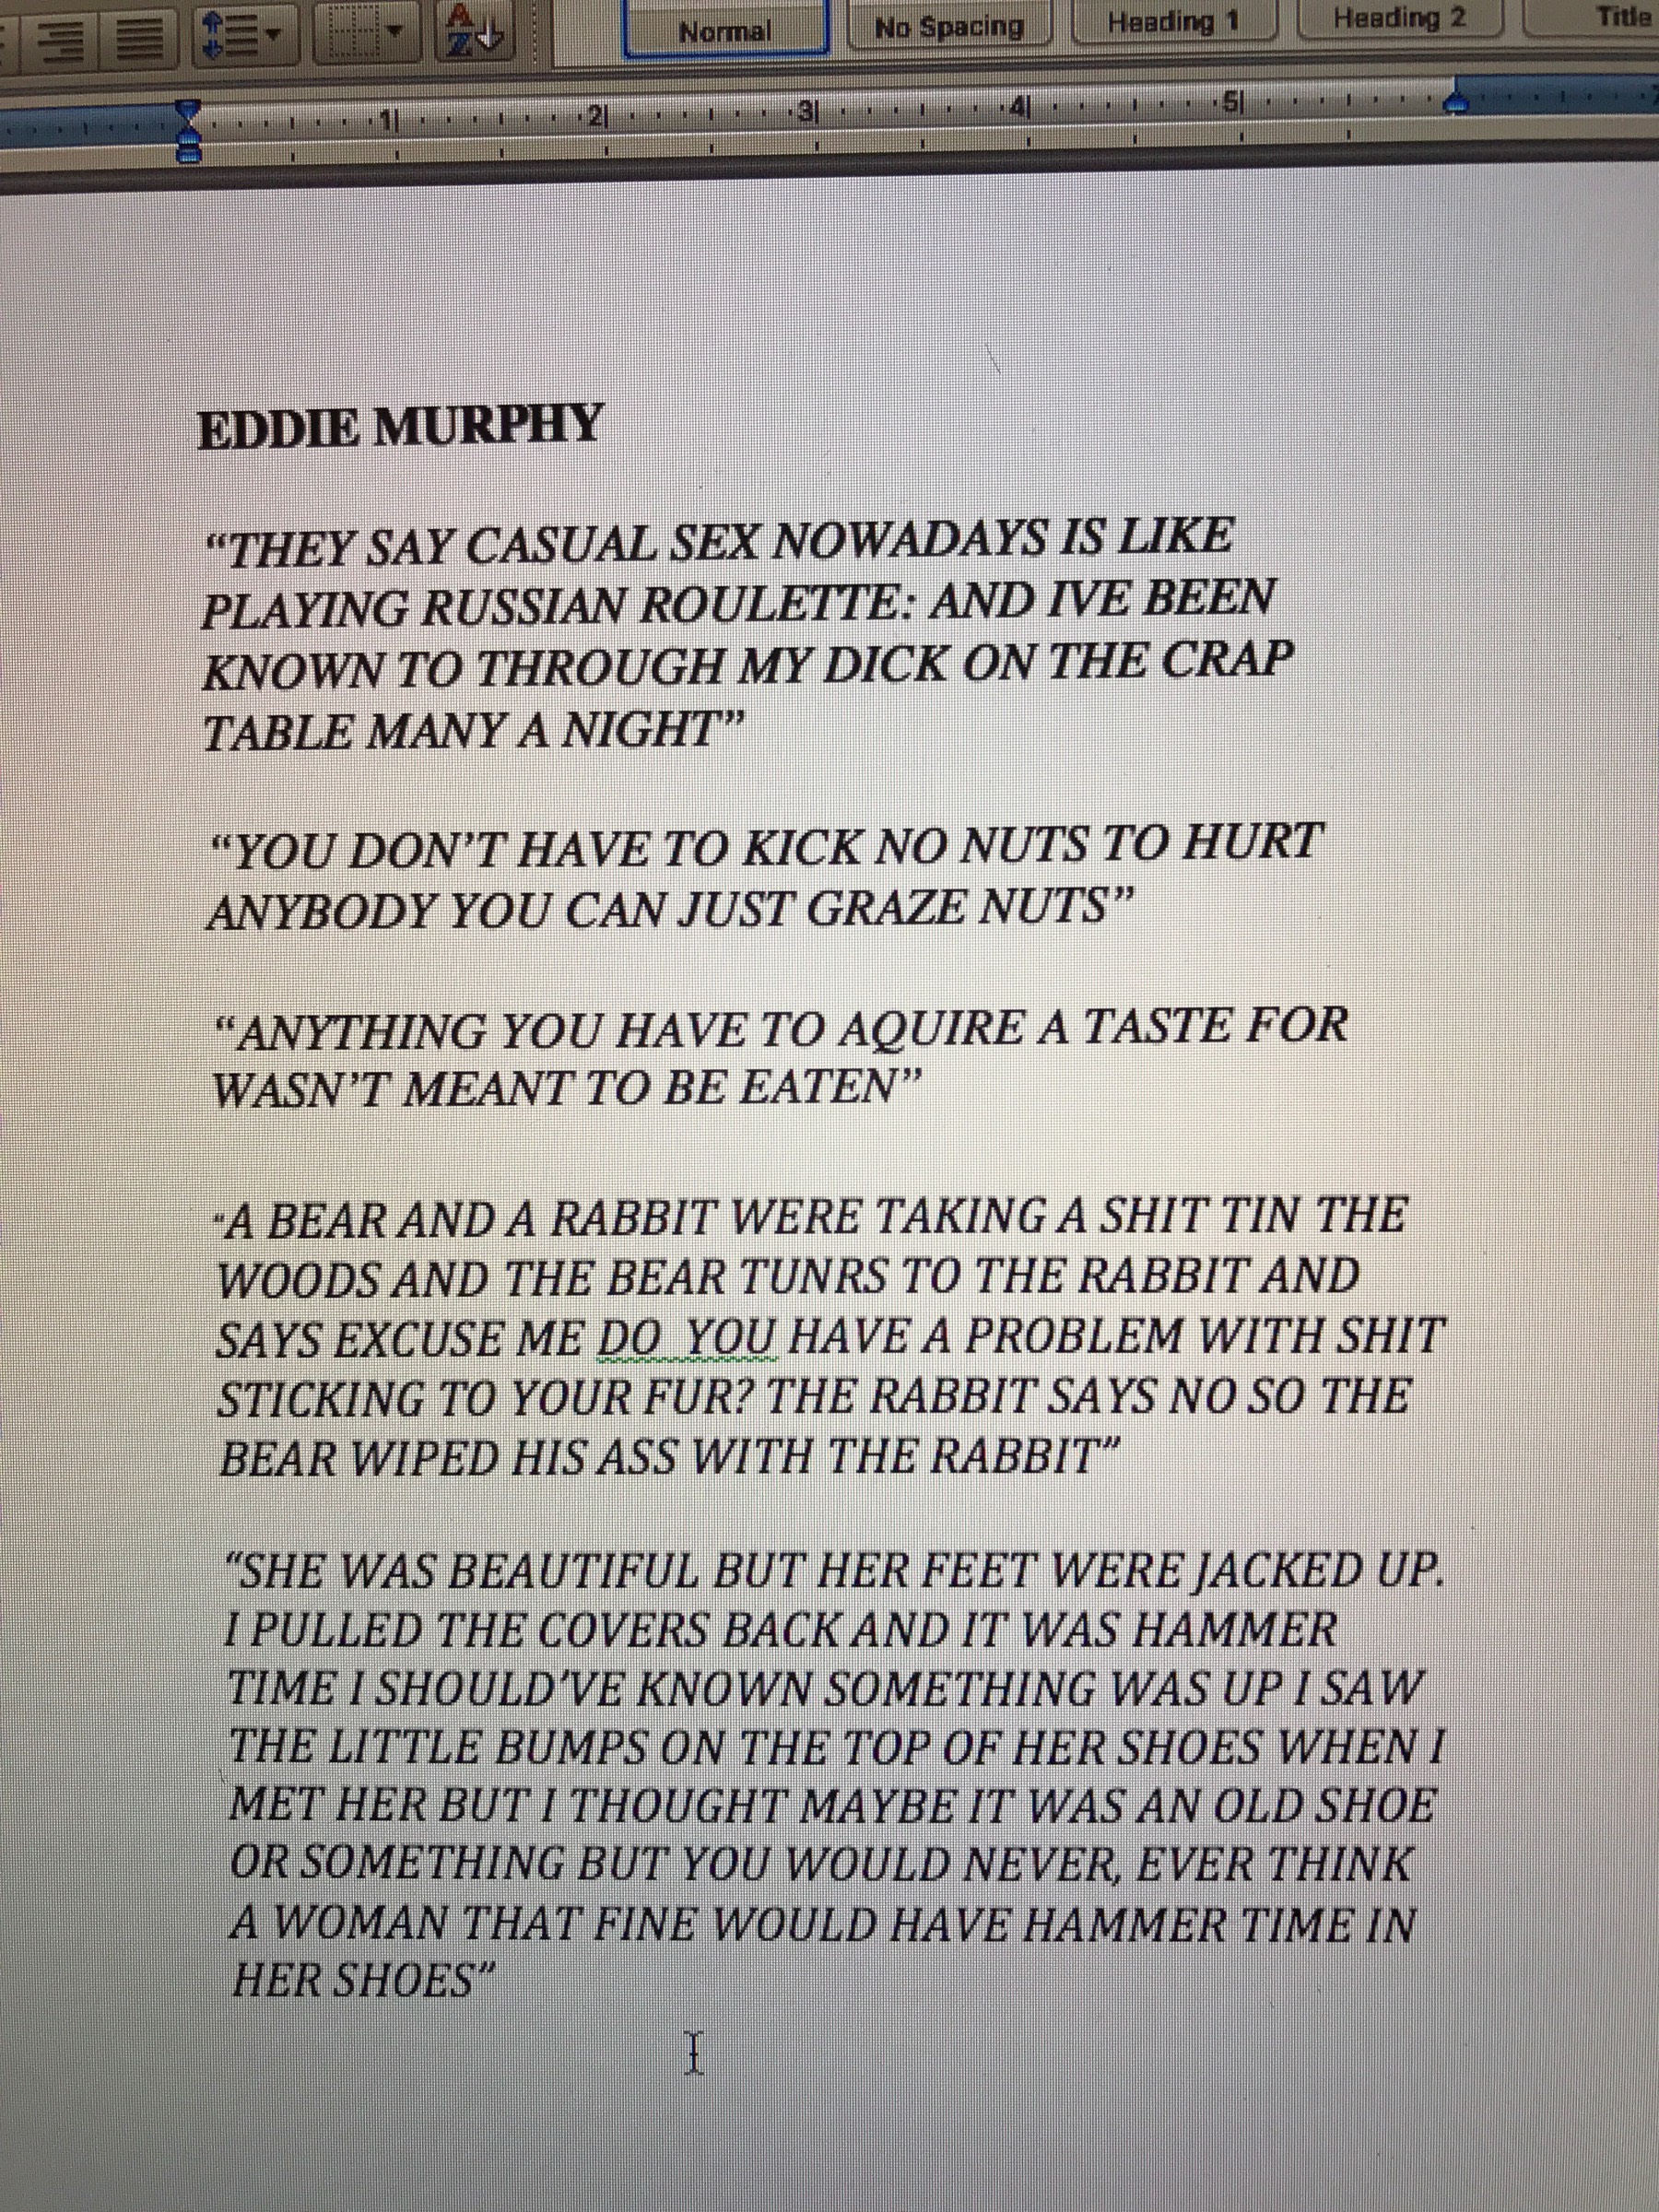 Normal No Spacing Heading 1 Heading 2 Title
1 2 3 4 5
EDDIE MURPHY
“THEY SAY CASUAL SEX NOWADAYS IS LIKE
PLAYING RUSSIAN ROULETTE: AND IVE BEEN
KNOWN TO THROUGH MY DICK ON THE CRAP
TABLE MANY A NIGHT”
“YOU DON’T HAVE TO KICK NO NUTS TO HURT
ANYBODY YOU CAN JUST GRAZE NUTS”
“ANYTHING YOU HAVE TO AQUIRE A TASTE FOR
WASN’T MEANT TO BE EATEN”
“A BEAR AND A RABBIT WERE TAKING A SHIT TIN THE
WOODS AND THE BEAR TUNRS TO THE RABBIT AND
SAYS EXCUSE ME DO  YOU HAVE A PROBLEM WITH SHIT
STICKING TO YOUR FUR? THE RABBIT SAYS NO SO THE
BEAR WIPED HIS ASS WITH THE RABBIT”
“SHE WAS BEAUTIFUL BUT HER FEET WERE JACKED UP.
I PULLED THE COVERS BACK AND IT WAS HAMMER
TIME I SHOULD’VE KNOWN SOMETHING WAS UP I SAW
THE LITTLE BUMPS ON THE TOP OF HER SHOES WHEN I
MET HER BUT I THOUGHT MAYBE IT WAS AN OLD SHOE
OR SOMETHING BUT YOU WOULD NEVER, EVER THINK
A WOMAN THAT FINE WOULD HAVE HAMMER TIME IN
HER SHOES”